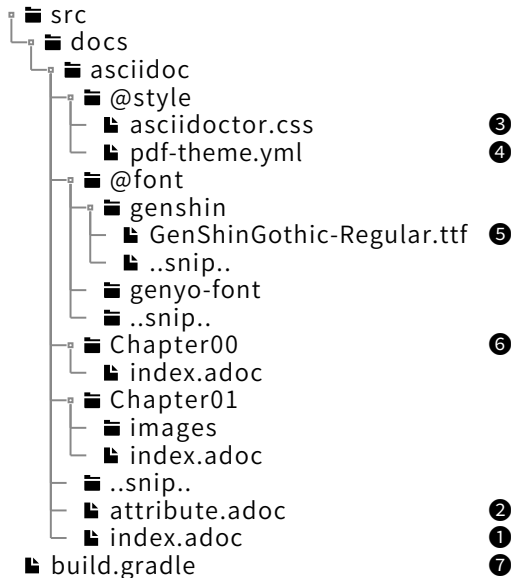 src
docs
asciidoc
@style
asciidoctor.css ❸
pdf-theme.yml ❹
@font
genshin
GenShinGothic-Regular.ttf ❺
..snip..
genyo-font
..snip..
Chapter00 ❻
index.adoc
Chapter01
images
index.adoc
..snip..
attribute.adoc ❷
index.adoc ❶
build.gradle ❼